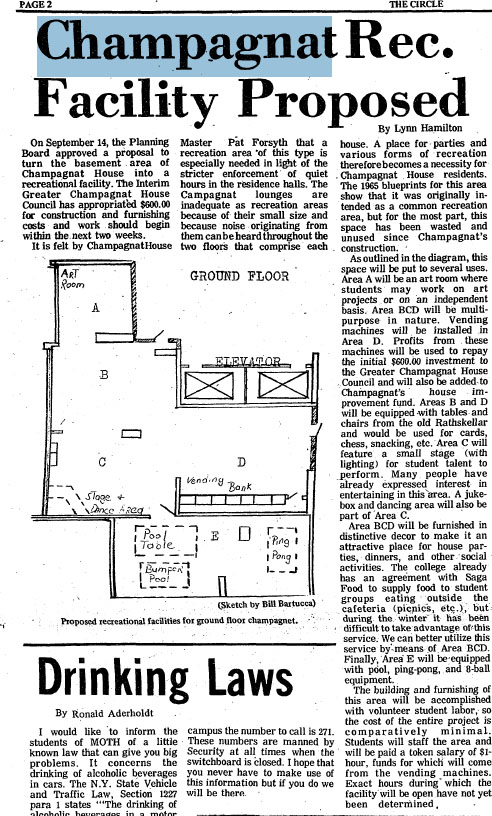 PAGE 2
THE CIRCLE
Champagnat Rec.
Facility Proposed
By Lynn Hamilton
On September 14, the Planning
Board approved a proposal to
turn the basement area of
Champagnat House into a
recreational facility. The Interim
Greater Champagnat House
Council has appropriated $600.00
for construction and furnishing
costs and work should begin
within the next two weeks.
It is felt by Champagnat House
Master Pat Forsyth that a
recreation area of this type is
especially needed in light of the
stricter enforcement of quiet
hours in the residence halls. The
Campagnat lounges are
inadequate as recreation areas
because of their small size and
because noise originating from
them can be heard throughout the
two floors that comprise each
house. A place for parties and
various forms of recreation
therefore becomes a necessity for
Champagnat House residents.
The 1965 blueprints for this area
show that it was originally in-
tended as a common recreation
area, but for the most part, this
space has been wasted and
unused since Champagnat's
construction.
As outlined in the diagram, this
space will be put to several uses.
Area A will be an art room where
students may work on art
projects or on an independent
basis. Area BCD will be multi-
purpose in nature. Vending
machines will be installed in
Area D. Profits from these
machines will be used to repay
the initial $600.00 investment to
the Greater Champagnat House
Council and will also be added to
Champagnat's house im-
provement fund. Areas B and D
will be equipped with tables and
chairs from the old Rathskellar
and would be used for cards,
chess, snacking, etc. Area C will
feature a small stage (with
lighting) for student talent to
perform. Many people have
already expressed interest in
entertaining in this area. A juke-
box and dancing area will also be
part of Area C.
Area BCD will be furnished in
distinctive decor to make it an
attractive place for house par-
ties, dinners, and other social
activities. The college already
has an agreement with Saga
Food to supply food to student
groups eating outside the
cafeteria (picnics, etc.), but
during the winter it has been
difficult to take advantage of this
service. We can better utilize this
service by means of Area BCD.
Finally, Area E will be equipped
with pool, ping-pong, and 8-ball
equipment.
The building and furnishing of
this area will be accomplished
with volunteer student labor, so
the cost of the entire project is
comparatively minimal.
Students will staff the area and
will be paid a token salary of $1-
hour, funds for which will come
from the vending machines.
Exact hours during which the
facility will be open have not yet
been determined.
GROUND FLOOR
ART
Room
A
B
ELEVATOR
C
D
Vending
Bank
Stage +
Dance Area
Pool
Table
E
Ping
Pong
Bumper
Pool
(Sketch by Bill Bartucca)
Proposed recreational facilities for ground floor champagnet.
Drinking Laws
By Ronald Aderholdt
I would like to inform the
students of MOTH of a little
known law that can give you big
problems. It concerns the
drinking of alcoholic beverages
in cars. The N.Y. State Vehicle
and Traffic Law, Section 1227
para 1 states "'The drinking of
alcoholic beverages in a motor
campus the number to call is 271.
These numbers are manned by
Security at all times when the
switchboard is closed. I hope that
you never have to make use of
this information but if you do we
will be there.